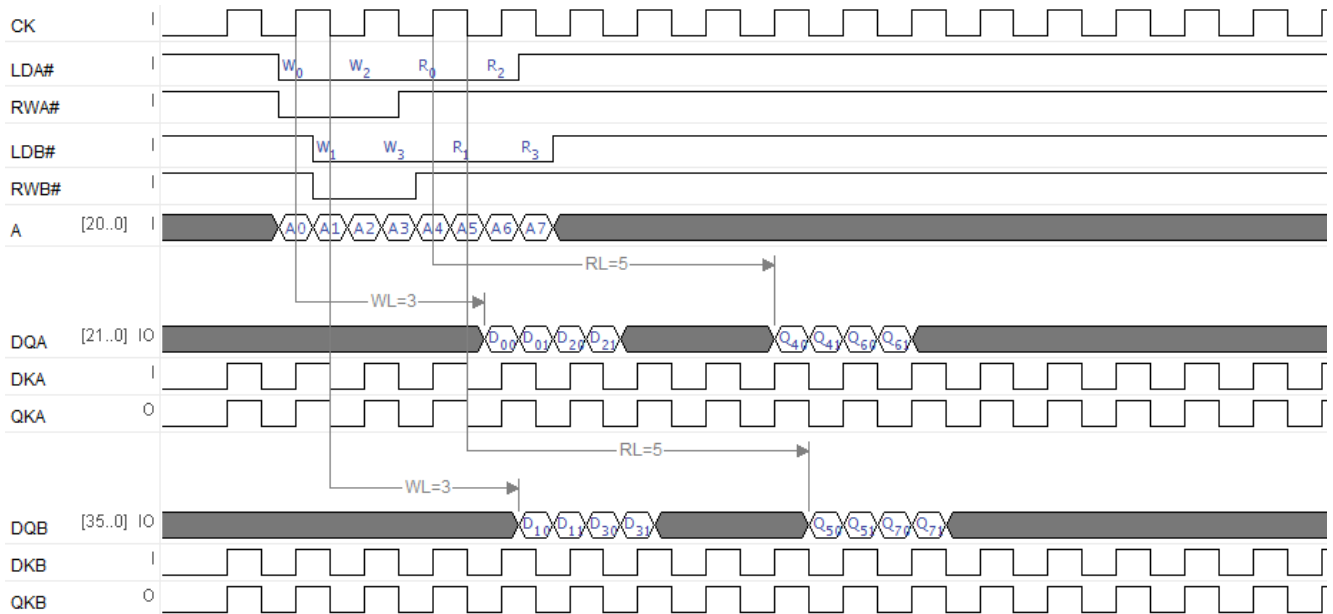 CK I
LDA# I W0 W2 R0 R2
RWA# I
LDB# I W1 W3 R1 R3
RWB# I
A [20..0] I A0 A1 A2 A3 A4 A5 A6 A7
RL=5
WL=3
DQA [21..0] IO D00 D01 D20 D21 Q40 Q41 Q60 Q61
DKA I
QKA O
RL=5
WL=3
DQB [35..0] IO D10 D11 D30 D31 Q50 Q51 Q70 Q71
DKB I
QKB O